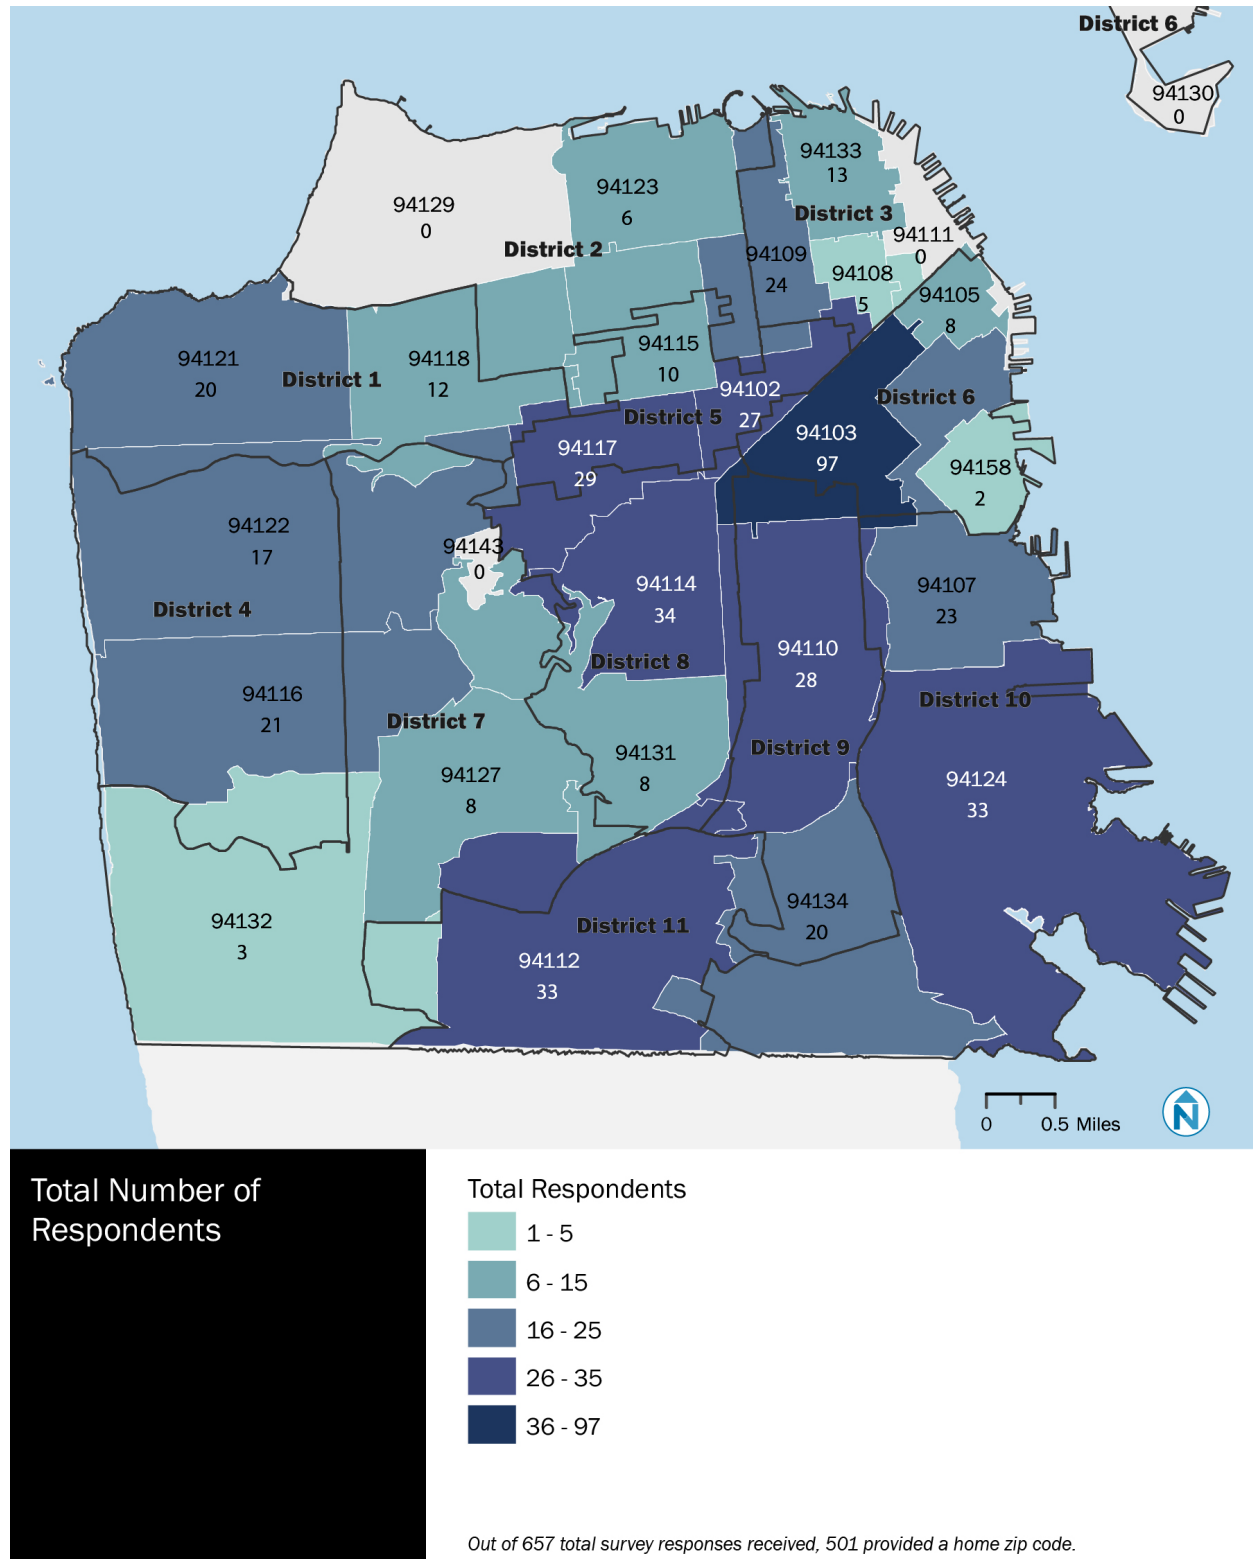 District 6
94130
0
94133
13
94123
6
94129
0
District 3
94111
0
District 2
94109
24
94108
5
94105
8
94121
20
94118
12
District 1
94115
10
94102
27
District 6
District 5
94103
97
94117
29
94158
2
94122
17
94143
0
94114
34
94107
23
District 4
94110
28
District 8
94116
21
District 10
District 7
District 9
94131
8
94127
8
94124
33
94134
20
94132
3
District 11
94112
33
0 0.5 Miles
N
Total Number of
Respondents
Total Respondents
1 - 5
6 - 15
16 - 25
26 - 35
36 - 97
Out of 657 total survey responses received, 501 provided a home zip code.